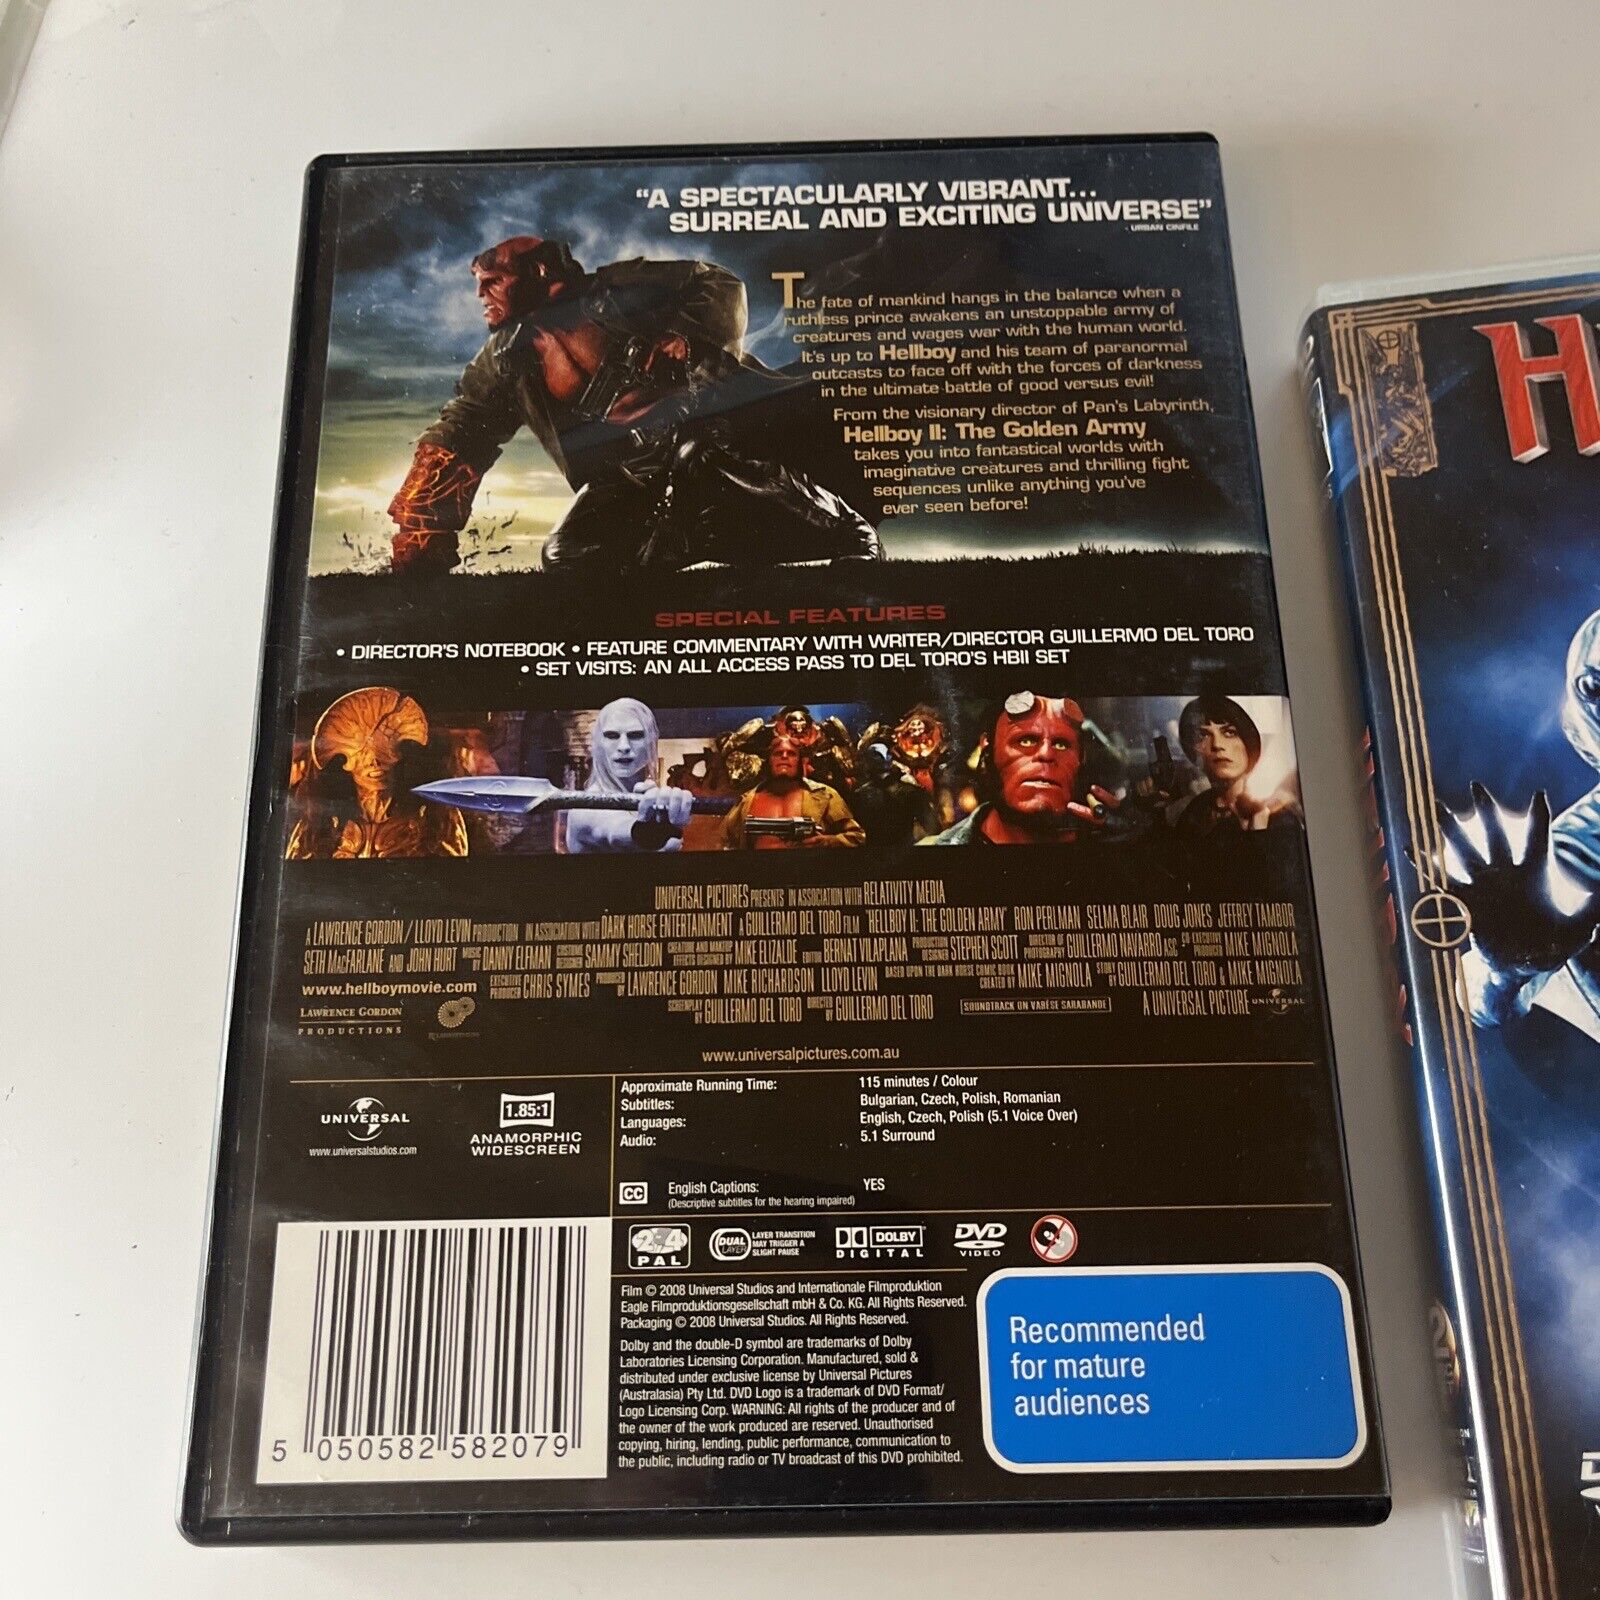 "A SPECTACULARLY VIBRANT...
SURREAL AND EXCITING UNIVERSE"
- URBAN CINEFILE
The fate of mankind hangs in the balance when a
ruthless prince awakens an unstoppable army of
creatures and wages war with the human world.
It's up to Hellboy and his team of paranormal
outcasts to face off with the forces of darkness
in the ultimate battle of good versus evil!
From the visionary director of Pan's Labyrinth,
Hellboy II: The Golden Army
takes you into fantastical worlds with
imaginative creatures and thrilling fight
sequences unlike anything you've
ever seen before!
SPECIAL FEATURES
• DIRECTOR'S NOTEBOOK • FEATURE COMMENTARY WITH WRITER/DIRECTOR GUILLERMO DEL TORO
• SET VISITS: AN ALL ACCESS PASS TO DEL TORO'S HBII SET
UNIVERSAL PICTURES PRESENTS IN ASSOCIATION WITH RELATIVITY MEDIA
A LAWRENCE GORDON / LLOYD LEVIN PRODUCTION IN ASSOCIATION WITH DARK HORSE ENTERTAINMENT A GUILLERMO DEL TORO FILM "HELLBOY II: THE GOLDEN ARMY" RON PERLMAN SELMA BLAIR DOUG JONES JEFFREY TAMBOR
SETH MACFARLANE AND JOHN HURT MUSIC BY DANNY ELFMAN COSTUME DESIGNER SAMMY SHELDON CREATURE AND MAKEUP EFFECTS DESIGNED BY MIKE ELIZALDE EDITOR BERNAT VILAPLANA PRODUCTION DESIGNER STEPHEN SCOTT DIRECTOR OF PHOTOGRAPHY GUILLERMO NAVARRO ASC CO EXECUTIVE PRODUCER MIKE MIGNOLA
www.hellboymovie.com EXECUTIVE PRODUCER CHRIS SYMES PRODUCED BY LAWRENCE GORDON MIKE RICHARDSON LLOYD LEVIN BASED UPON THE DARK HORSE COMIC BOOK CREATED BY MIKE MIGNOLA STORY BY GUILLERMO DEL TORO & MIKE MIGNOLA
LAWRENCE GORDON
PRODUCTIONS
SCREENPLAY BY GUILLERMO DEL TORO DIRECTED BY GUILLERMO DEL TORO
SOUNDTRACK ON VARÈSE SARABANDE
A UNIVERSAL PICTURE UNIVERSAL
www.universalpictures.com.au
UNIVERSAL
www.universalstudios.com
1.85:1
ANAMORPHIC
WIDESCREEN
Approximate Running Time: 115 minutes / Colour
Subtitles: Bulgarian, Czech, Polish, Romanian
Languages: English, Czech, Polish (5.1 Voice Over)
Audio: 5.1 Surround
CC English Captions: YES
(Descriptive subtitles for the hearing impaired)
2 4
PAL
DUAL LAYER
LAYER TRANSITION
MAY TRIGGER A
SLIGHT PAUSE
DOLBY
DIGITAL
DVD
VIDEO
Film © 2008 Universal Studios and Internationale Filmproduktion
Eagle Filmproduktionsgesellschaft mbH & Co. KG. All Rights Reserved.
Packaging © 2008 Universal Studios. All Rights Reserved.
Dolby and the double-D symbol are trademarks of Dolby
Laboratories Licensing Corporation. Manufactured, sold &
distributed under exclusive license by Universal Pictures
(Australasia) Pty Ltd. DVD Logo is a trademark of DVD Format/
Logo Licensing Corp. WARNING: All rights of the producer and of
the owner of the work produced are reserved. Unauthorised
copying, hiring, lending, public performance, communication to
the public, including radio or TV broadcast of this DVD prohibited.
Recommended
for mature
audiences
5 050582 582079
H